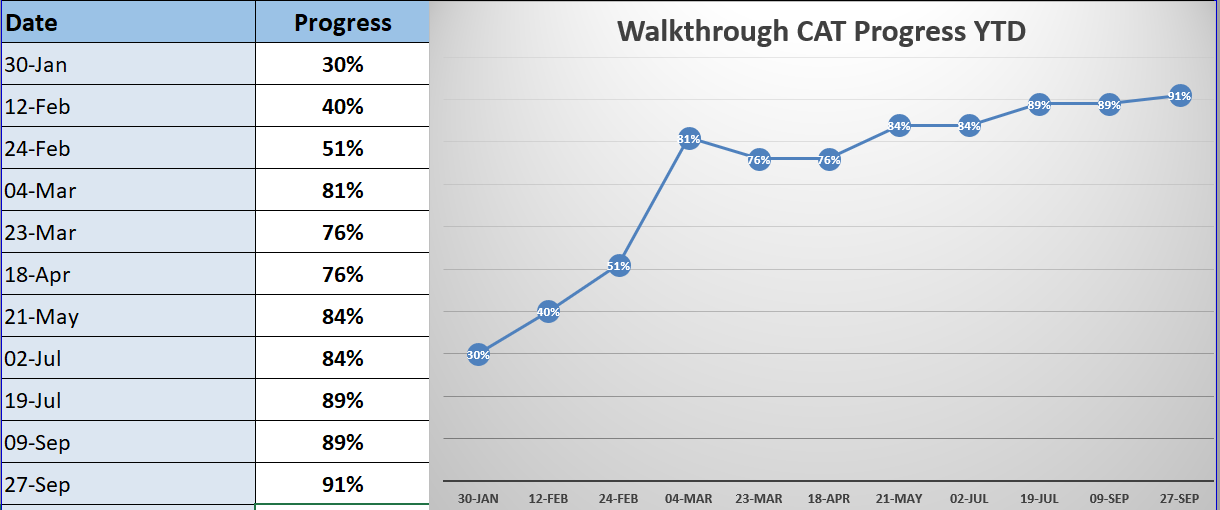 Date Progress
30-Jan 30%
12-Feb 40%
24-Feb 51%
04-Mar 81%
23-Mar 76%
18-Apr 76%
21-May 84%
02-Jul 84%
19-Jul 89%
09-Sep 89%
27-Sep 91%
Walkthrough CAT Progress YTD
30% 40% 51% 81% 76% 76% 84% 84% 89% 89% 91%
30-JAN 12-FEB 24-FEB 04-MAR 23-MAR 18-APR 21-MAY 02-JUL 19-JUL 09-SEP 27-SEP